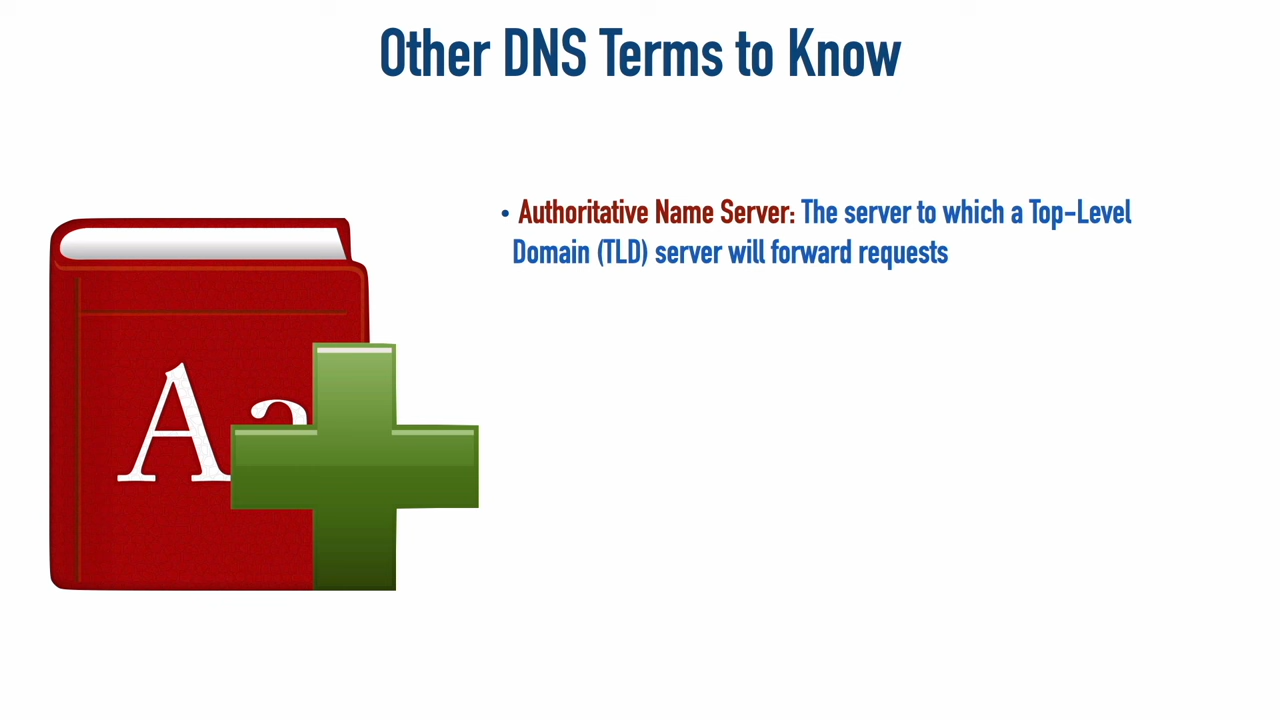 Other DNS Terms to Know
• Authoritative Name Server: The server to which a Top-Level
Domain (TLD) server will forward requests
Aa